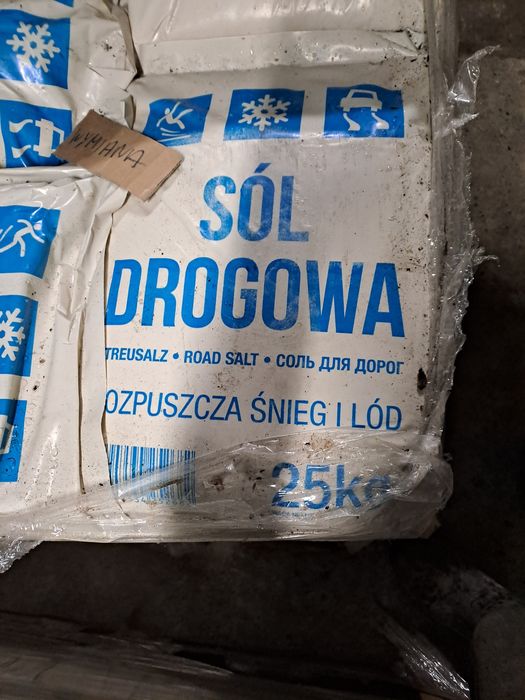 WYMIANA
SÓL
DROGOWA
TREUSALZ • ROAD SALT • СОЛЬ ДЛЯ ДОРОГ
OZPUSZCZA ŚNIEG I LÓD
25kg